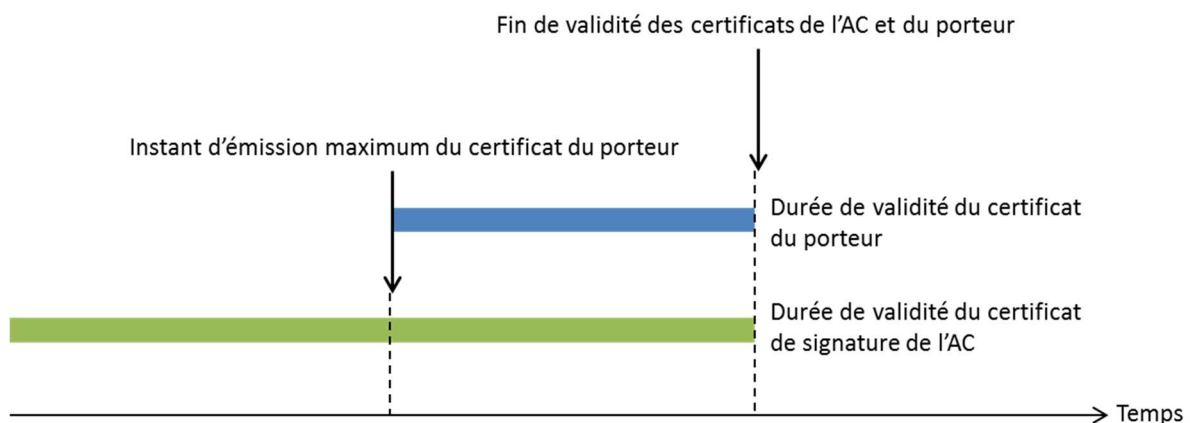 Fin de validité des certificats de l'AC et du porteur
Instant d'émission maximum du certificat du porteur
Durée de validité du certificat
du porteur
Durée de validité du certificat
de signature de l'AC
Temps